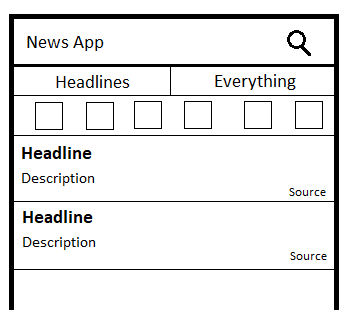 News App
Headlines Everything
Headline
Description
Source
Headline
Description
Source